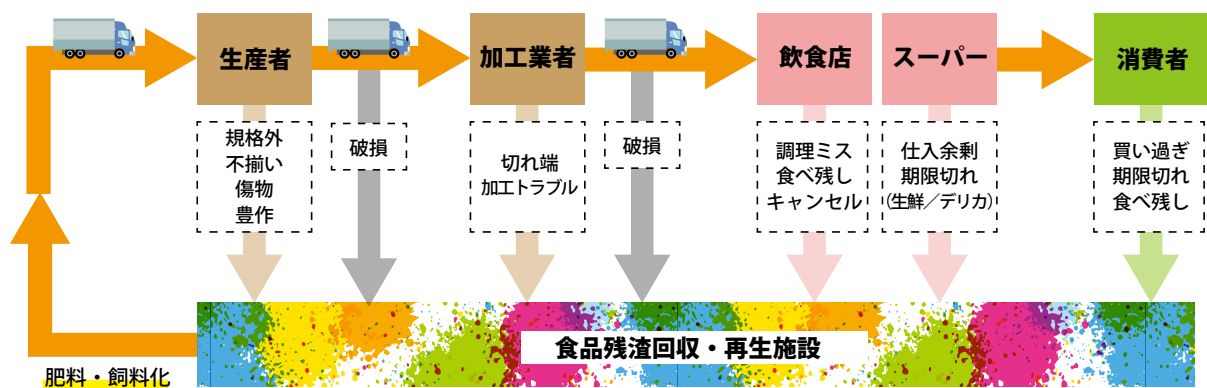 生産者
加工業者
飲食店
スーパー
消費者
規格外
不揃い
傷物
豊作
破損
切れ端
加工トラブル
破損
調理ミス
食べ残し
キャンセル
仕入余剰
期限切れ
(生鮮/デリカ)
買い過ぎ
期限切れ
食べ残し
食品残渣回収・再生施設
肥料・飼料化